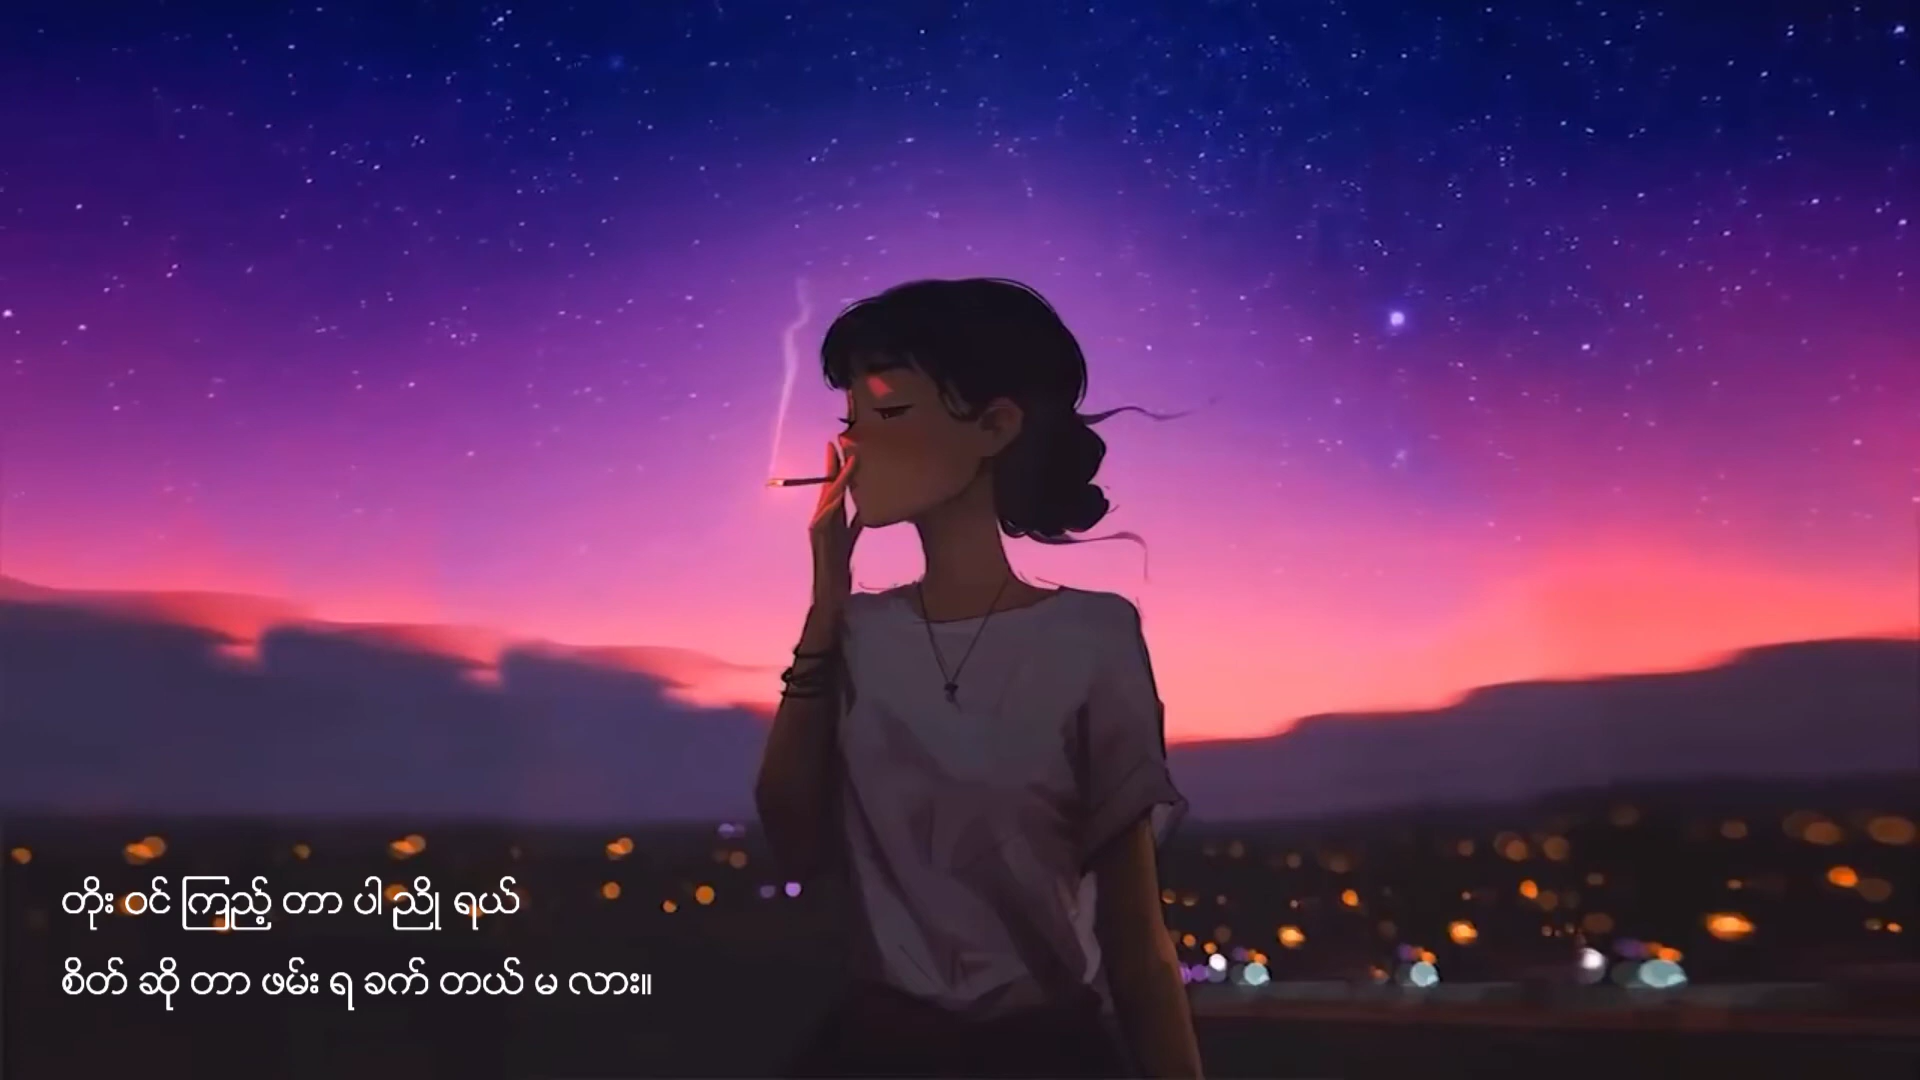 တိုး ဝင် ကြည့် တာ ပါ ညို ရယ်
စိတ် ဆို တာ ဖမ်း ရ ခက် တယ် မ လား။